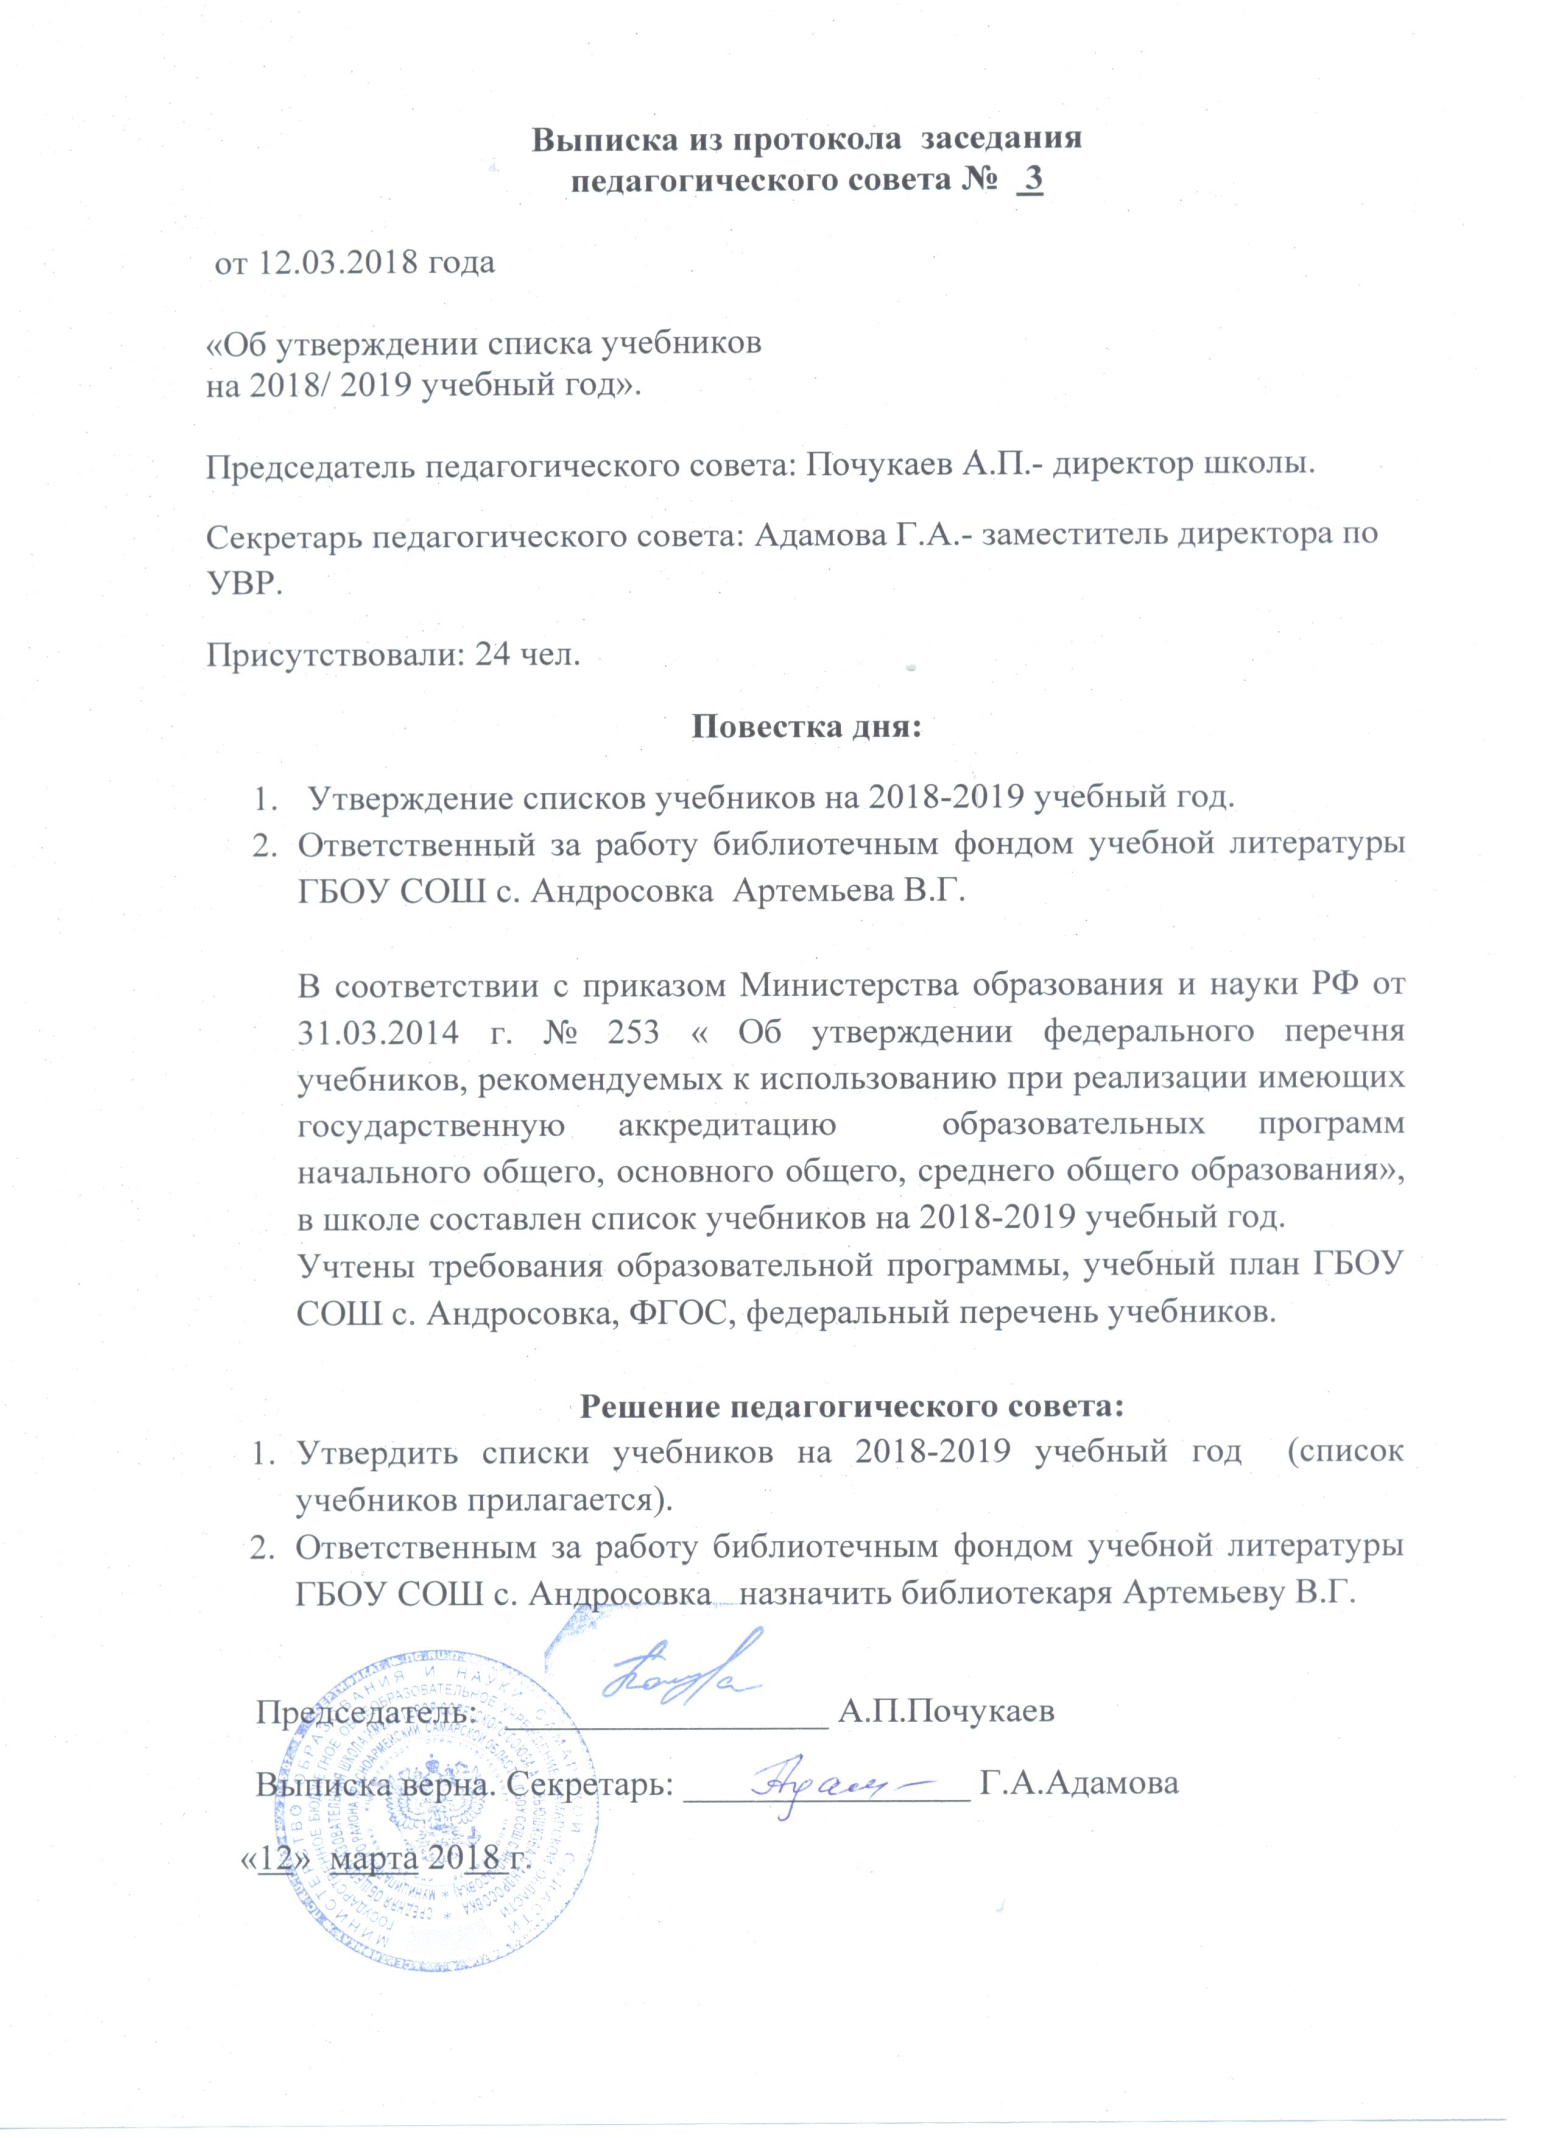 Выписка из протокола заседания
педагогического совета № 3
от 12.03.2018 года
«Об утверждении списка учебников
на 2018/ 2019 учебный год».
Председатель педагогического совета: Почукаев А.П.- директор школы.
Секретарь педагогического совета: Адамова Г.А.- заместитель директора по
УВР.
Присутствовали: 24 чел.
Повестка дня:
1. Утверждение списков учебников на 2018-2019 учебный год.
2. Ответственный за работу библиотечным фондом учебной литературы
ГБОУ СОШ с. Андросовка Артемьева В.Г.
В соответствии с приказом Министерства образования и науки РФ от
31.03.2014 г. № 253 « Об утверждении федерального перечня
учебников, рекомендуемых к использованию при реализации имеющих
государственную аккредитацию образовательных программ
начального общего, основного общего, среднего общего образования»,
в школе составлен список учебников на 2018-2019 учебный год.
Учтены требования образовательной программы, учебный план ГБОУ
СОШ с. Андросовка, ФГОС, федеральный перечень учебников.
Решение педагогического совета:
1. Утвердить списки учебников на 2018-2019 учебный год (список
учебников прилагается).
2. Ответственным за работу библиотечным фондом учебной литературы
ГБОУ СОШ с. Андросовка назначить библиотекаря Артемьеву В.Г.
Председатель: ___________________ А.П.Почукаев
Выписка верна. Секретарь: _________________ Г.А.Адамова
«12» марта 2018 г.